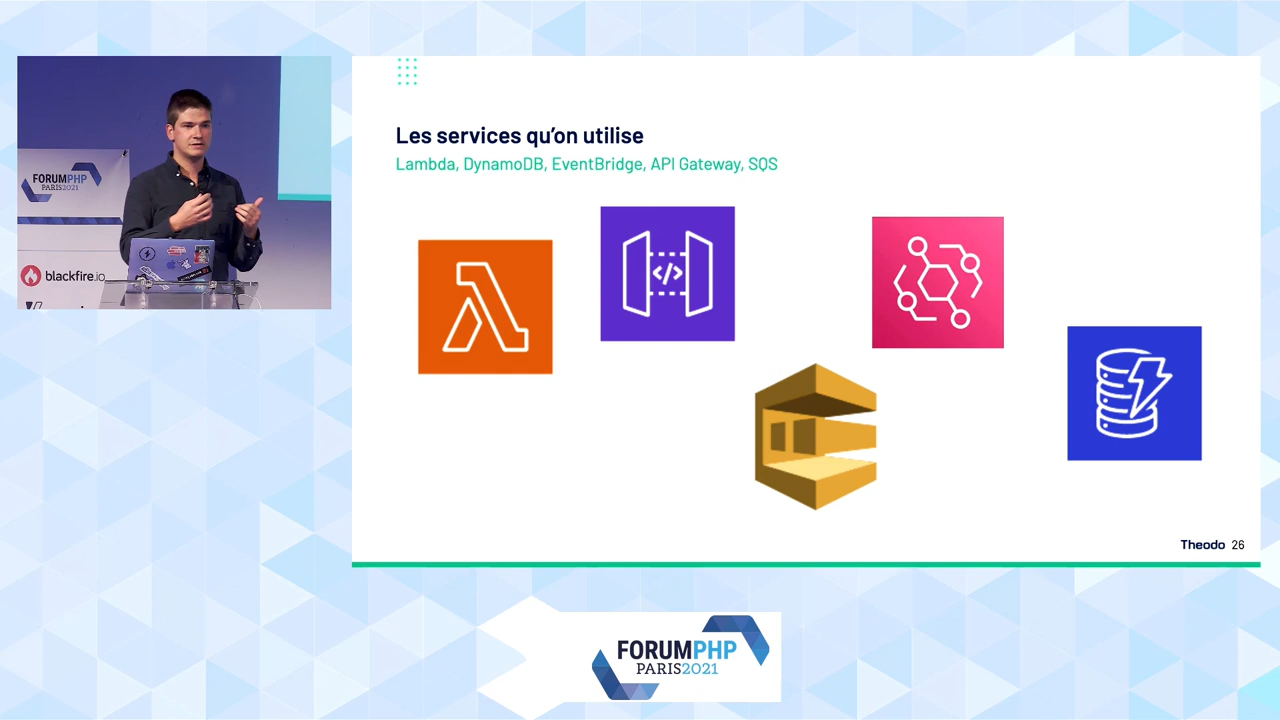 FORUMPHP
PARIS2021
blackfire.io
Les services qu'on utilise
Lambda, DynamoDB, EventBridge, API Gateway, SQS
</>
Theodo 26
FORUMPHP
PARIS2021